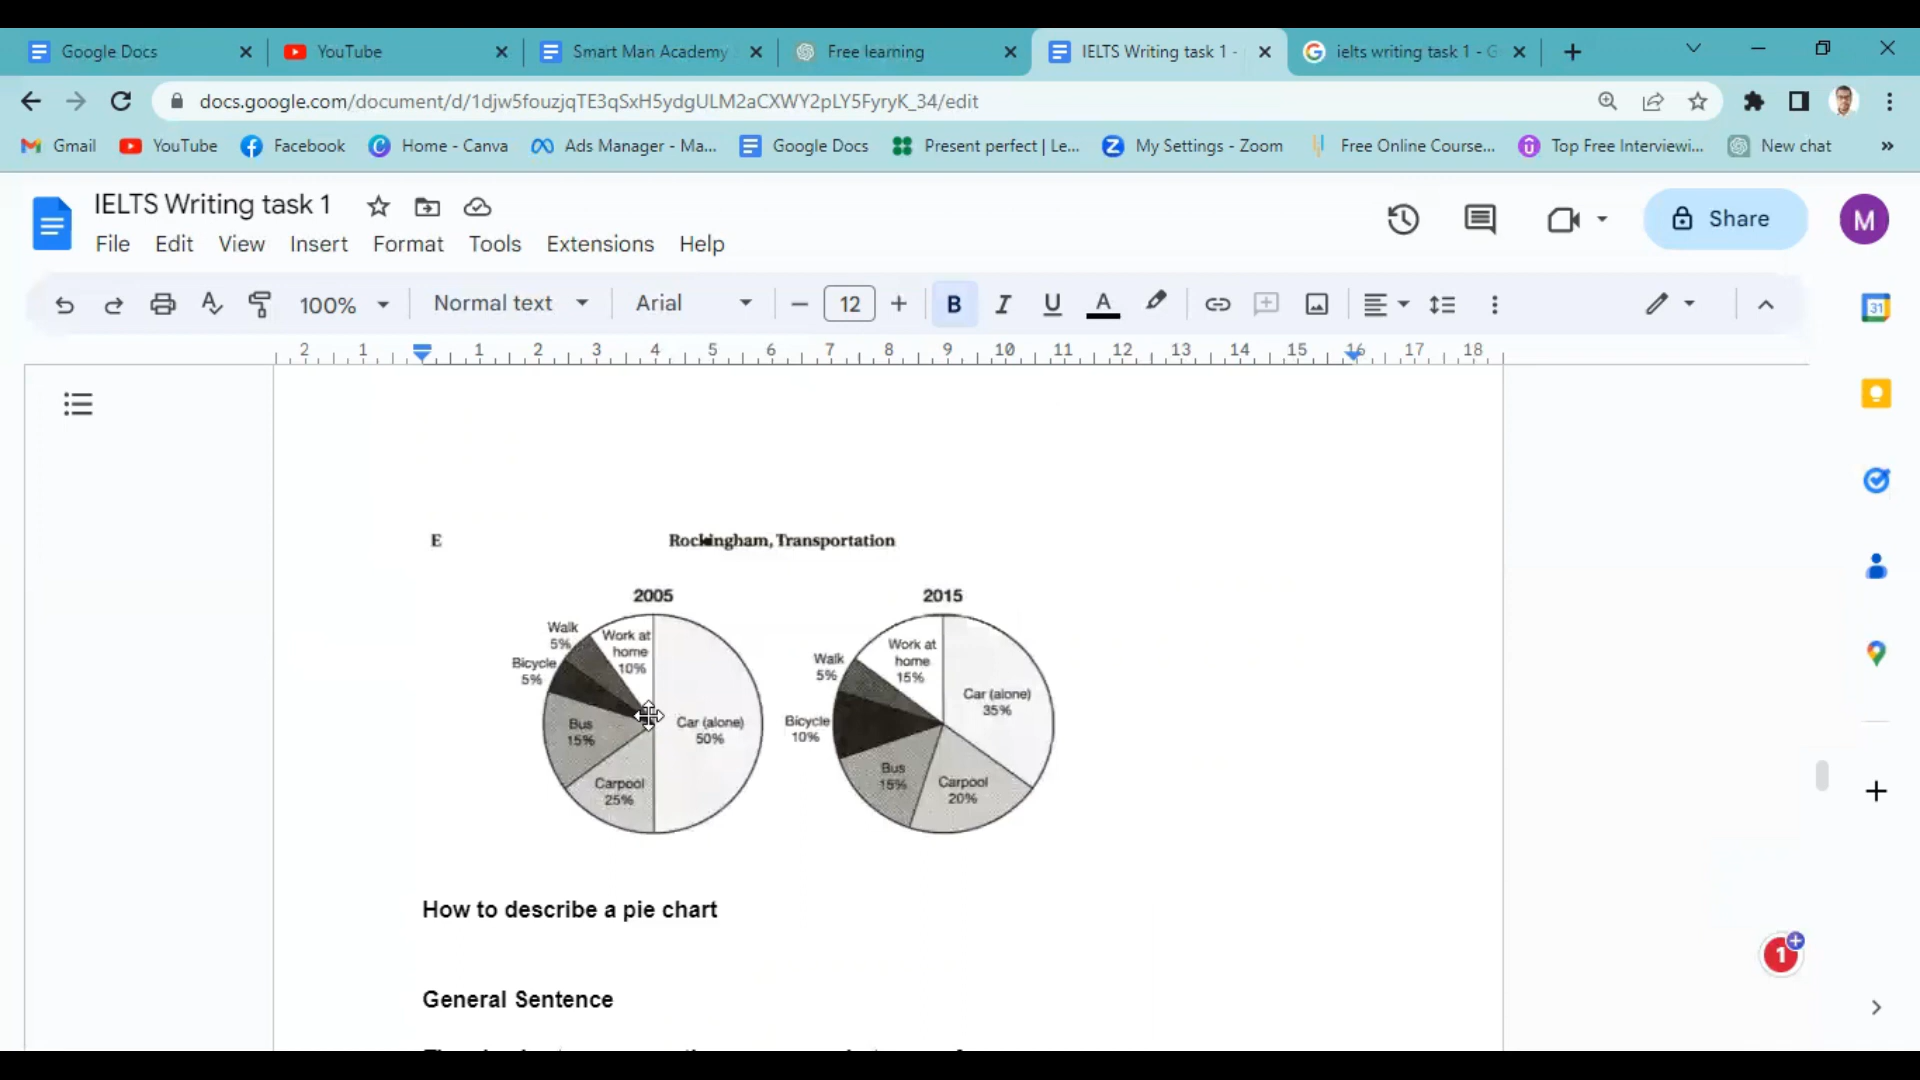 Google Docs YouTube Smart Man Academy Free learning IELTS Writing task 1 - ielts writing task 1 - G
docs.google.com/document/d/1djw5fouzjqTE3qSxH5ydgULM2aCXWY2pLY5FyryK_34/edit
Gmail YouTube Facebook Home - Canva Ads Manager - Ma... Google Docs Present perfect | Le... My Settings - Zoom Free Online Course... Top Free Interviewi... New chat »
IELTS Writing task 1
File Edit View Insert Format Tools Extensions Help
Share
M
100% Normal text Arial 12 B I U A
31
2 1 1 2 3 4 5 6 7 8 9 10 11 12 13 14 15 16 17 18
E Rockingham, Transportation
2005
Walk
5%
Work at
home
10%
Bicycle
5%
Bus
15%
Car (alone)
50%
Carpool
25%
2015
Work at
home
15%
Walk
5%
Car (alone)
35%
Bicycle
10%
Bus
15%
Carpool
20%
How to describe a pie chart
1
General Sentence